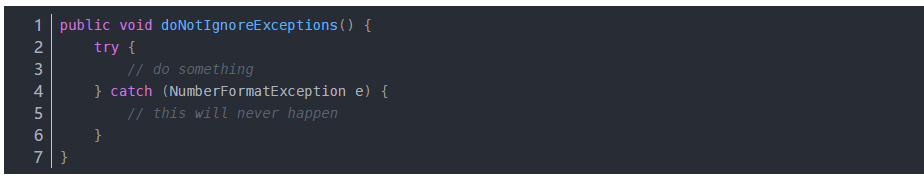 1 public void doNotIgnoreExceptions() {
2     try {
3         // do something
4     } catch (NumberFormatException e) {
5         // this will never happen
6     }
7 }